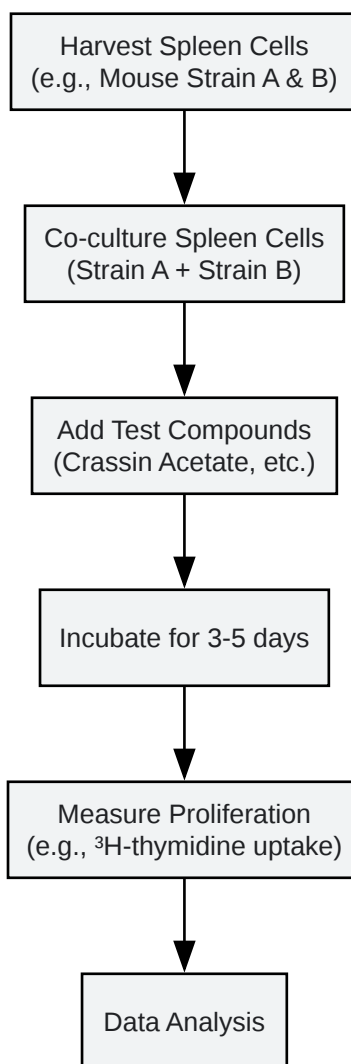 Harvest Spleen Cells
(e.g., Mouse Strain A & B)
Co-culture Spleen Cells
(Strain A + Strain B)
Add Test Compounds
(Crassin Acetate, etc.)
Incubate for 3-5 days
Measure Proliferation
(e.g., ³H-thymidine uptake)
Data Analysis